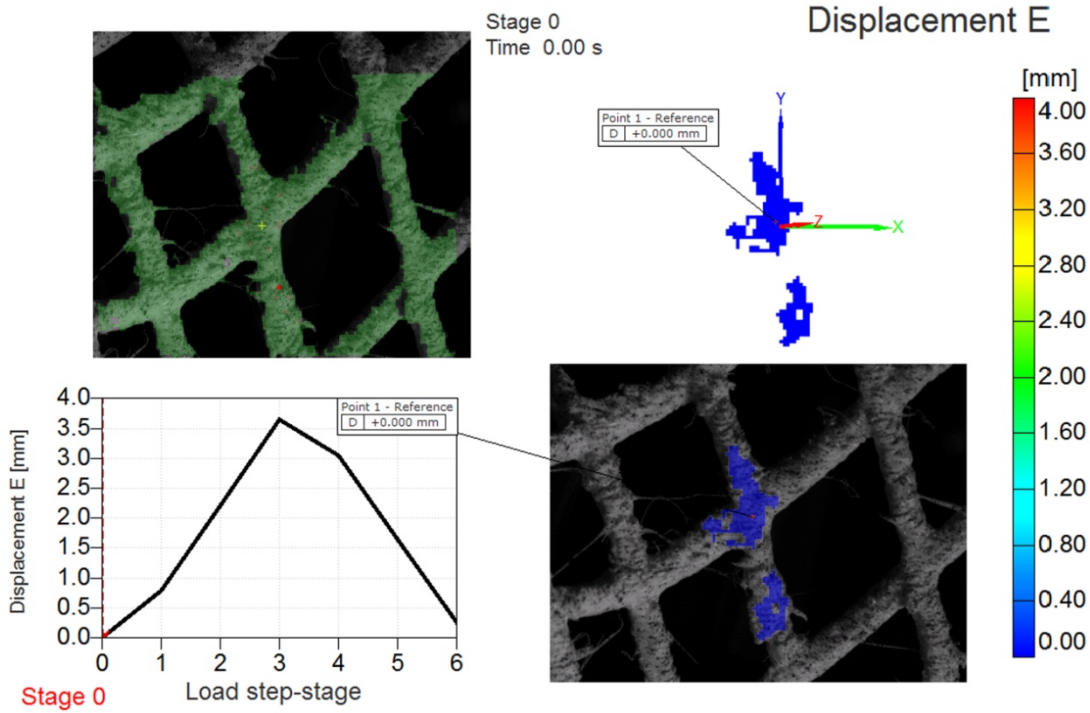 Stage 0
Time 0.00 s
Displacement E
[mm]
4.00
3.60
3.20
2.80
2.40
2.00
1.60
1.20
0.80
0.40
0.00
Y
Point 1 - Reference
D +0.000 mm
Z
X
Displacement E [mm]
4.0
3.5
3.0
2.5
2.0
1.5
1.0
0.5
0.0
Point 1 - Reference
D +0.000 mm
0 1 2 3 4 5 6
Stage 0
Load step-stage